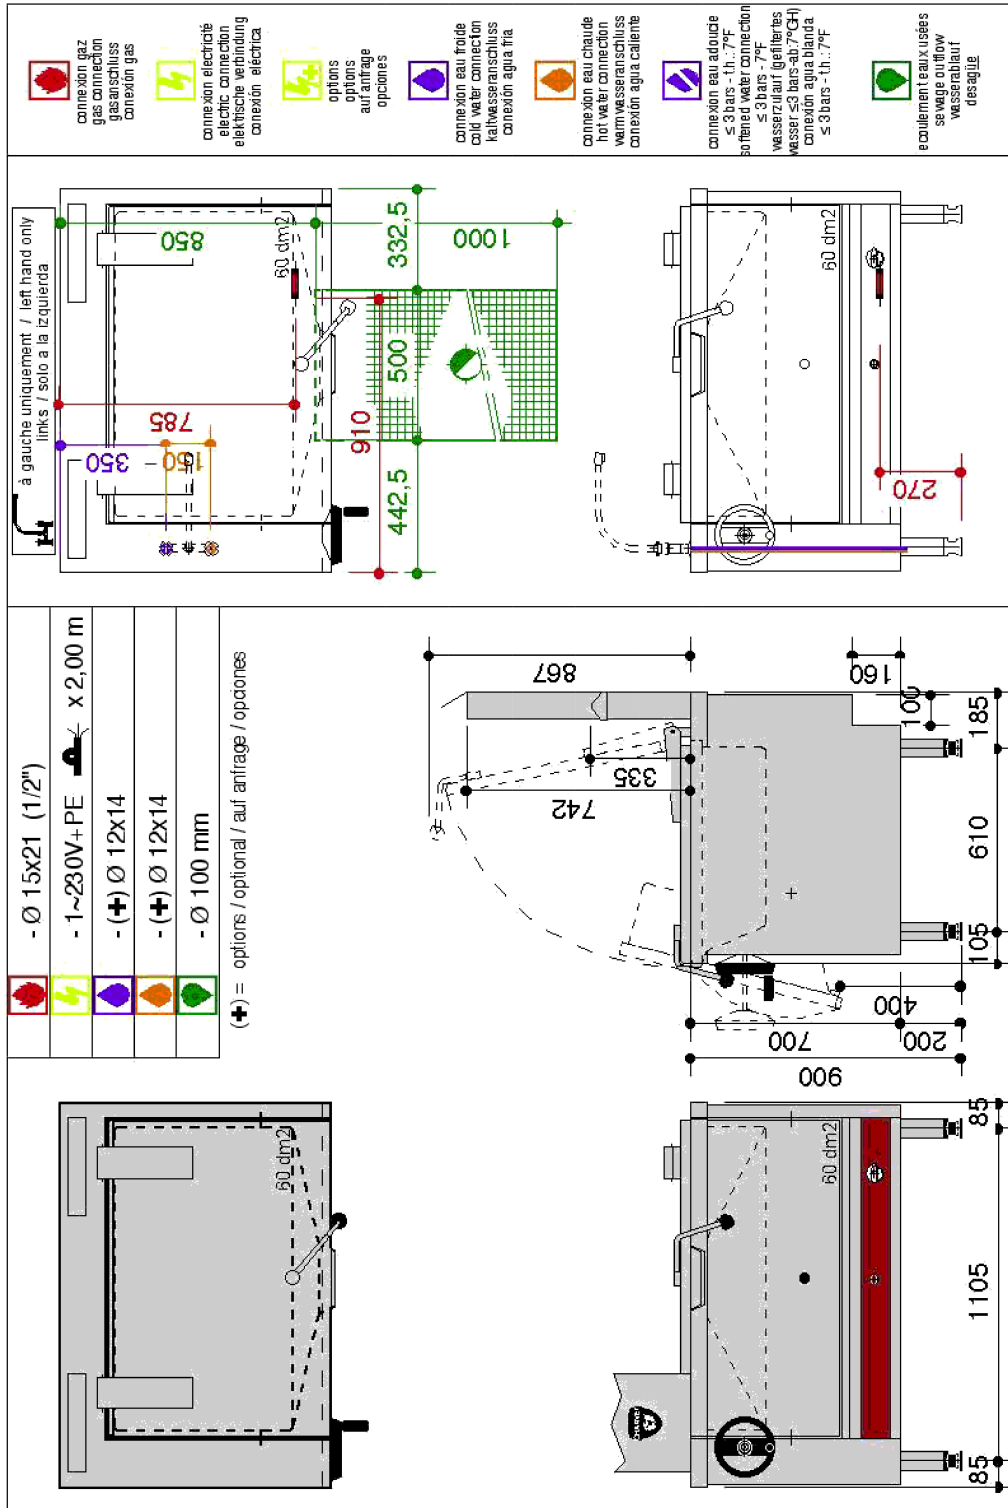 connexion gaz
gas connection
gasanschluss
conexión gas
connexion electricité
electric connection
elektrische verbindung
conexión eléctrica
options
options
auf anfrage
opciones
connexion eau froide
cold water connection
kaltwasseranschluss
conexión agua fria
connexion eau chaude
hot water connection
warmwasseranschluss
conexión agua caliente
connexion eau adoucie
≤ 3 bars - t.h. : 7°F
softened water connection
≤ 3 bars - 7°F
wasserzulauf (gefiltertes
wasser ≤3 bars-ab:7°GH)
conexión agua blanda
≤ 3 bars - t.h. : 7°F
ecoulement eaux usées
sewage outflow
wasserablauf
desagüe
à gauche uniquement / left hand only
links / solo a la izquierda
850
60 dm2
785
350
150
332,5
1000
500
910
442,5
60 dm2
270
- Ø 15x21 (1/2")
- 1~230V+PE x 2,00 m
- (+) Ø 12x14
- (+) Ø 12x14
- Ø 100 mm
(+) = options / optional / auf anfrage / opciones
867
742
335
160
100
185
610
105
400
700
200
900
60 dm2
60 dm2
85
1105
85
CHARVET